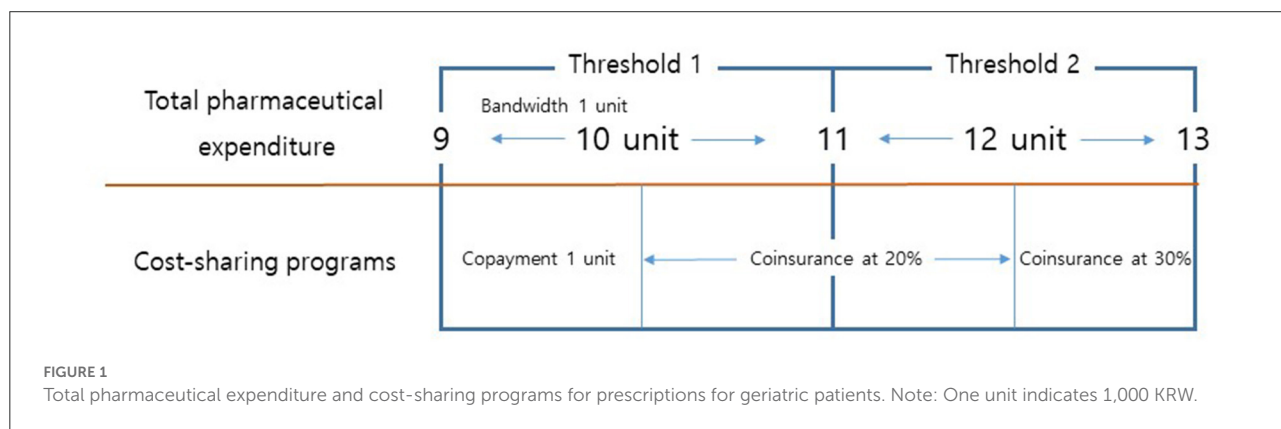 Threshold 1
Threshold 2
Total pharmaceutical
expenditure
Bandwidth 1 unit
9 10 unit 11 12 unit 13
Cost-sharing programs
Copayment 1 unit
Coinsurance at 20%
Coinsurance at 30%
FIGURE 1
Total pharmaceutical expenditure and cost-sharing programs for prescriptions for geriatric patients. Note: One unit indicates 1,000 KRW.